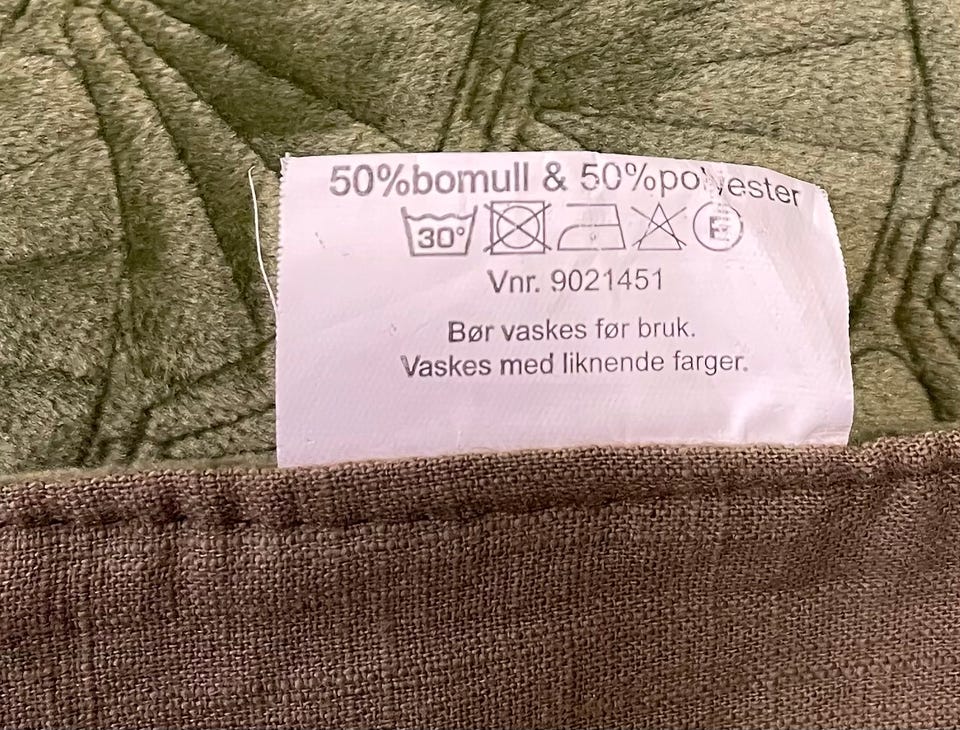 50%bomull & 50%polyester
30° E
Vnr. 9021451
Bør vaskes før bruk.
Vaskes med liknende farger.